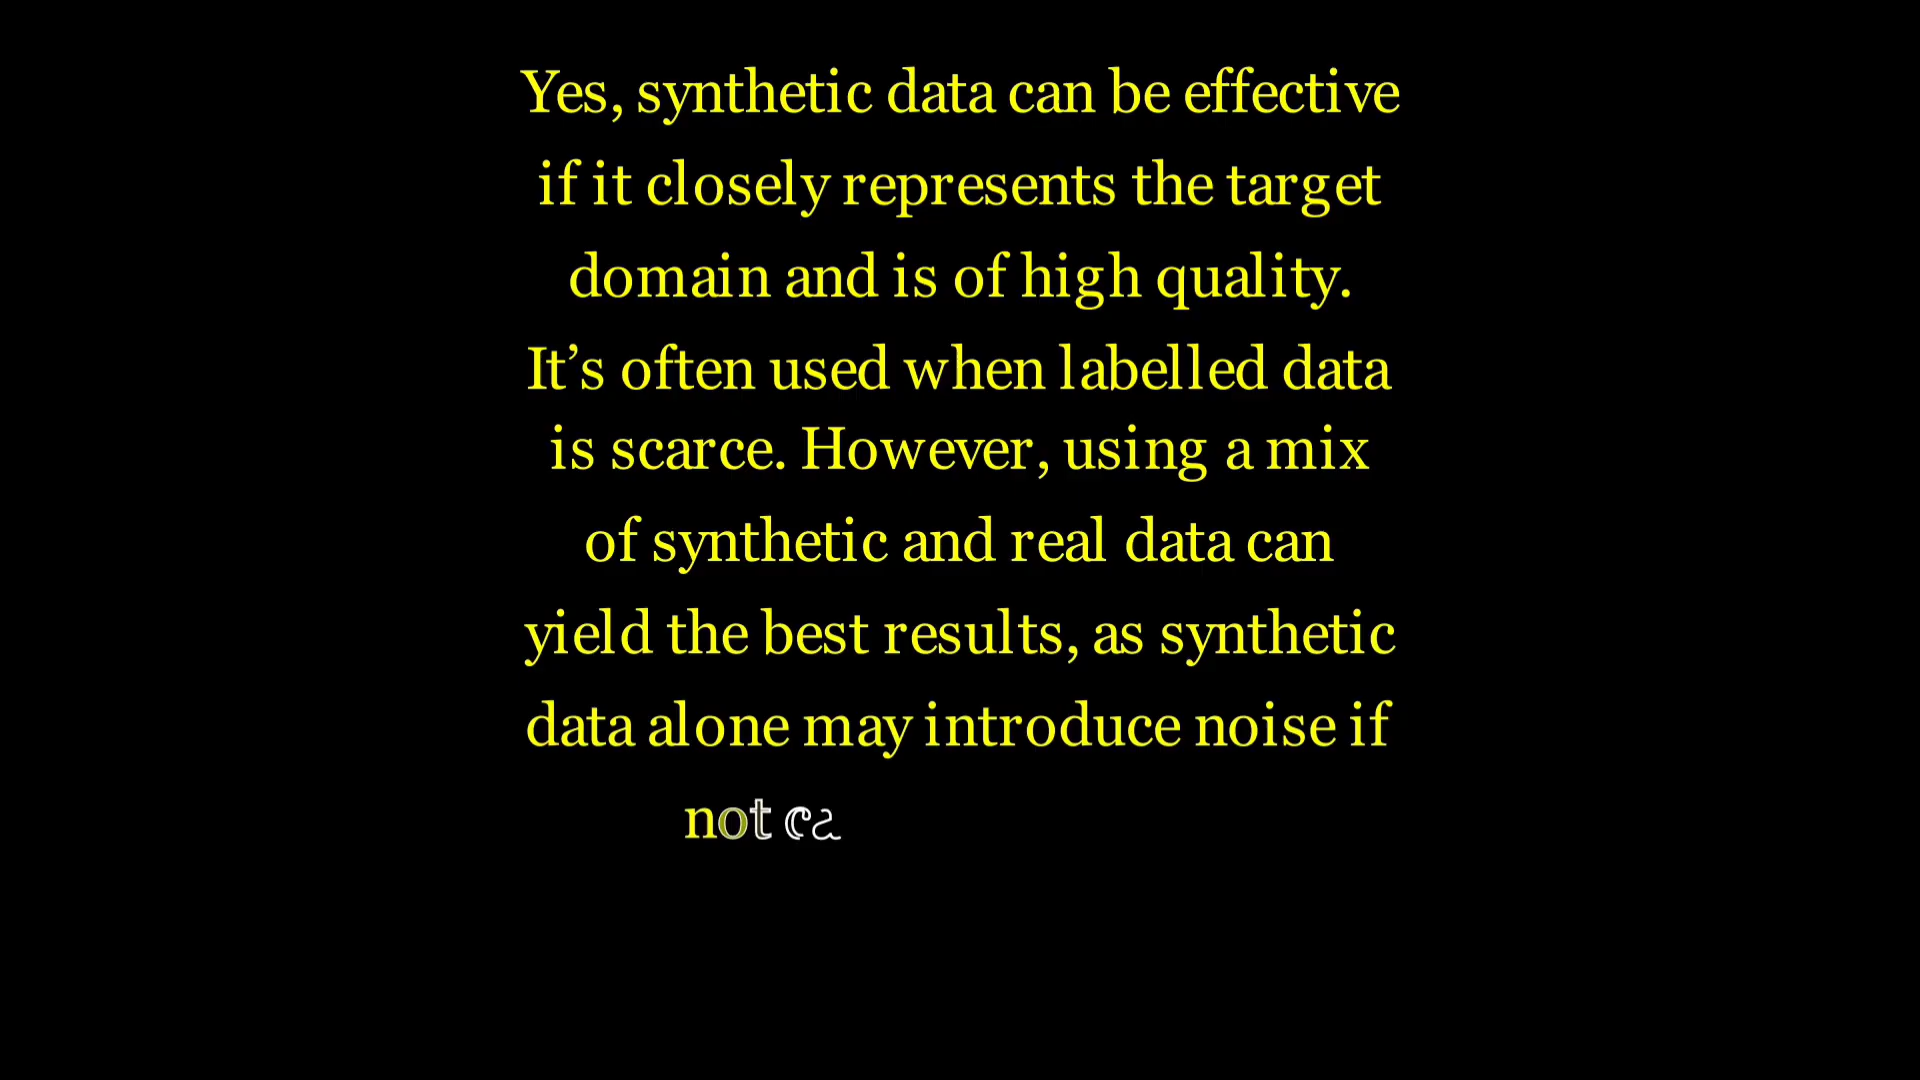 Yes, synthetic data can be effective
if it closely represents the target
domain and is of high quality.
It’s often used when labelled data
is scarce. However, using a mix
of synthetic and real data can
yield the best results, as synthetic
data alone may introduce noise if
not ca